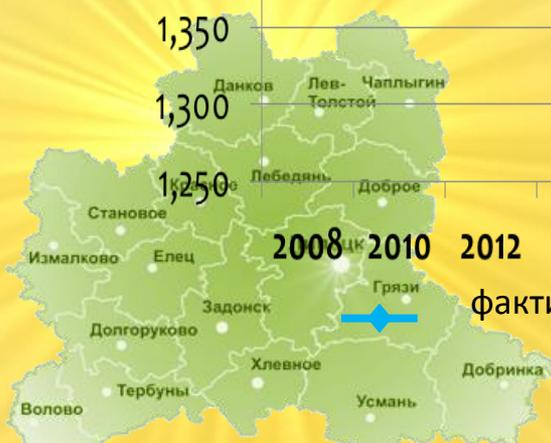 1,350
Данков Лев-Толстой Чаплыгин
1,300
Лебедянь
1,250
Доброе
Становое
2008 2010 2012
Измалково Елец
Грязи
факти
Задонск
Долгоруково
Хлевное
Добринка
Тербуны
Усмань
Волово